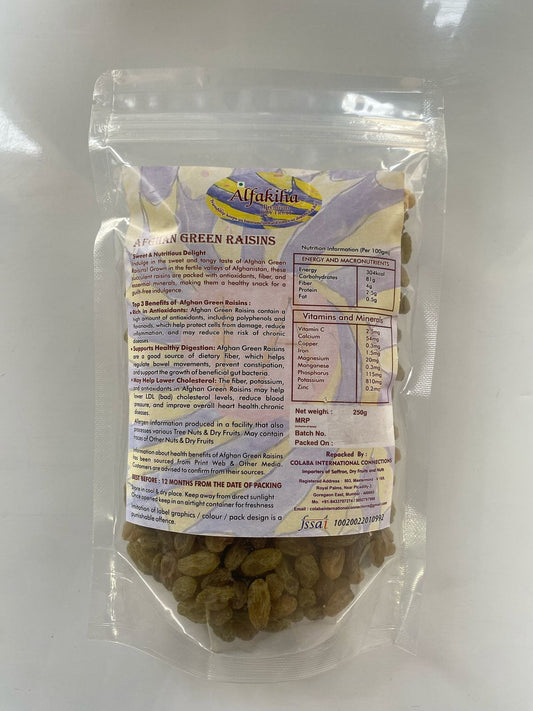 Alfakiha
AFGHAN GREEN RAISINS
Sweet & Nutritious Delight
Indulge in the sweet and tangy taste of Afghan Green
Raisins! Grown in the fertile valleys of Afghanistan, these
succulent raisins are packed with antioxidants, fiber, and
essential minerals, making them a healthy snack for a
guilt-free indulgence.
Top 3 Benefits of Afghan Green Raisins :
• Rich in Antioxidants: Afghan Green Raisins contain a
high amount of antioxidants, including polyphenols and
flavonoids, which help protect cells from damage, reduce
inflammation, and may reduce the risk of chronic
diseases.
• Supports Healthy Digestion: Afghan Green Raisins
are a good source of dietary fiber, which helps
regulate bowel movements, prevent constipation,
and support the growth of beneficial gut bacteria.
• May Help Lower Cholesterol: The fiber, potassium,
and antioxidants in Afghan Green Raisins may help
lower LDL (bad) cholesterol levels, reduce blood
pressure, and improve overall heart health.chronic
diseases.
Allergen information produced in a facility that also
processes various Tree Nuts & Dry Fruits. May contain
traces of Other Nuts & Dry Fruits
Information about health benefits of Afghan Green Raisins
has been sourced from Print Web & Other Media.
Customers are advised to confirm from their sources.
BEST BEFORE : 12 MONTHS FROM THE DATE OF PACKING
Store in cool & dry place. Keep away from direct sunlight
Once opened keep in an airtight container for freshness
Imitation of label graphics / colour / pack design is a
punishable offence.
Nutrition Information (Per 100gm)
ENERGY AND MACRONUTRIENTS
Energy 304kcal
Carbohydrates 81g
Fiber 4g
Protein 2.5g
Fat 0.5g
Vitamins and Minerals
Vitamin C 2.3mg
Calcium 54mg
Copper 0.3mg
Iron 1.5mg
Magnesium 20mg
Manganese 0.3mg
Phosphorus 115mg
Potassium 810mg
Zinc 0.2mg
Net weight : 250g
MRP
Batch No.
Packed On :
Repacked By :
COLABA INTERNATIONAL CONNECTIONS
Importers of Saffron, Dry Fruits and Nuts
Registered Address : 503, Mastermind
Royal Palms, Near Picadilly 2,
Goregaon East, Mumbai - 400065
fssai 10020022010992